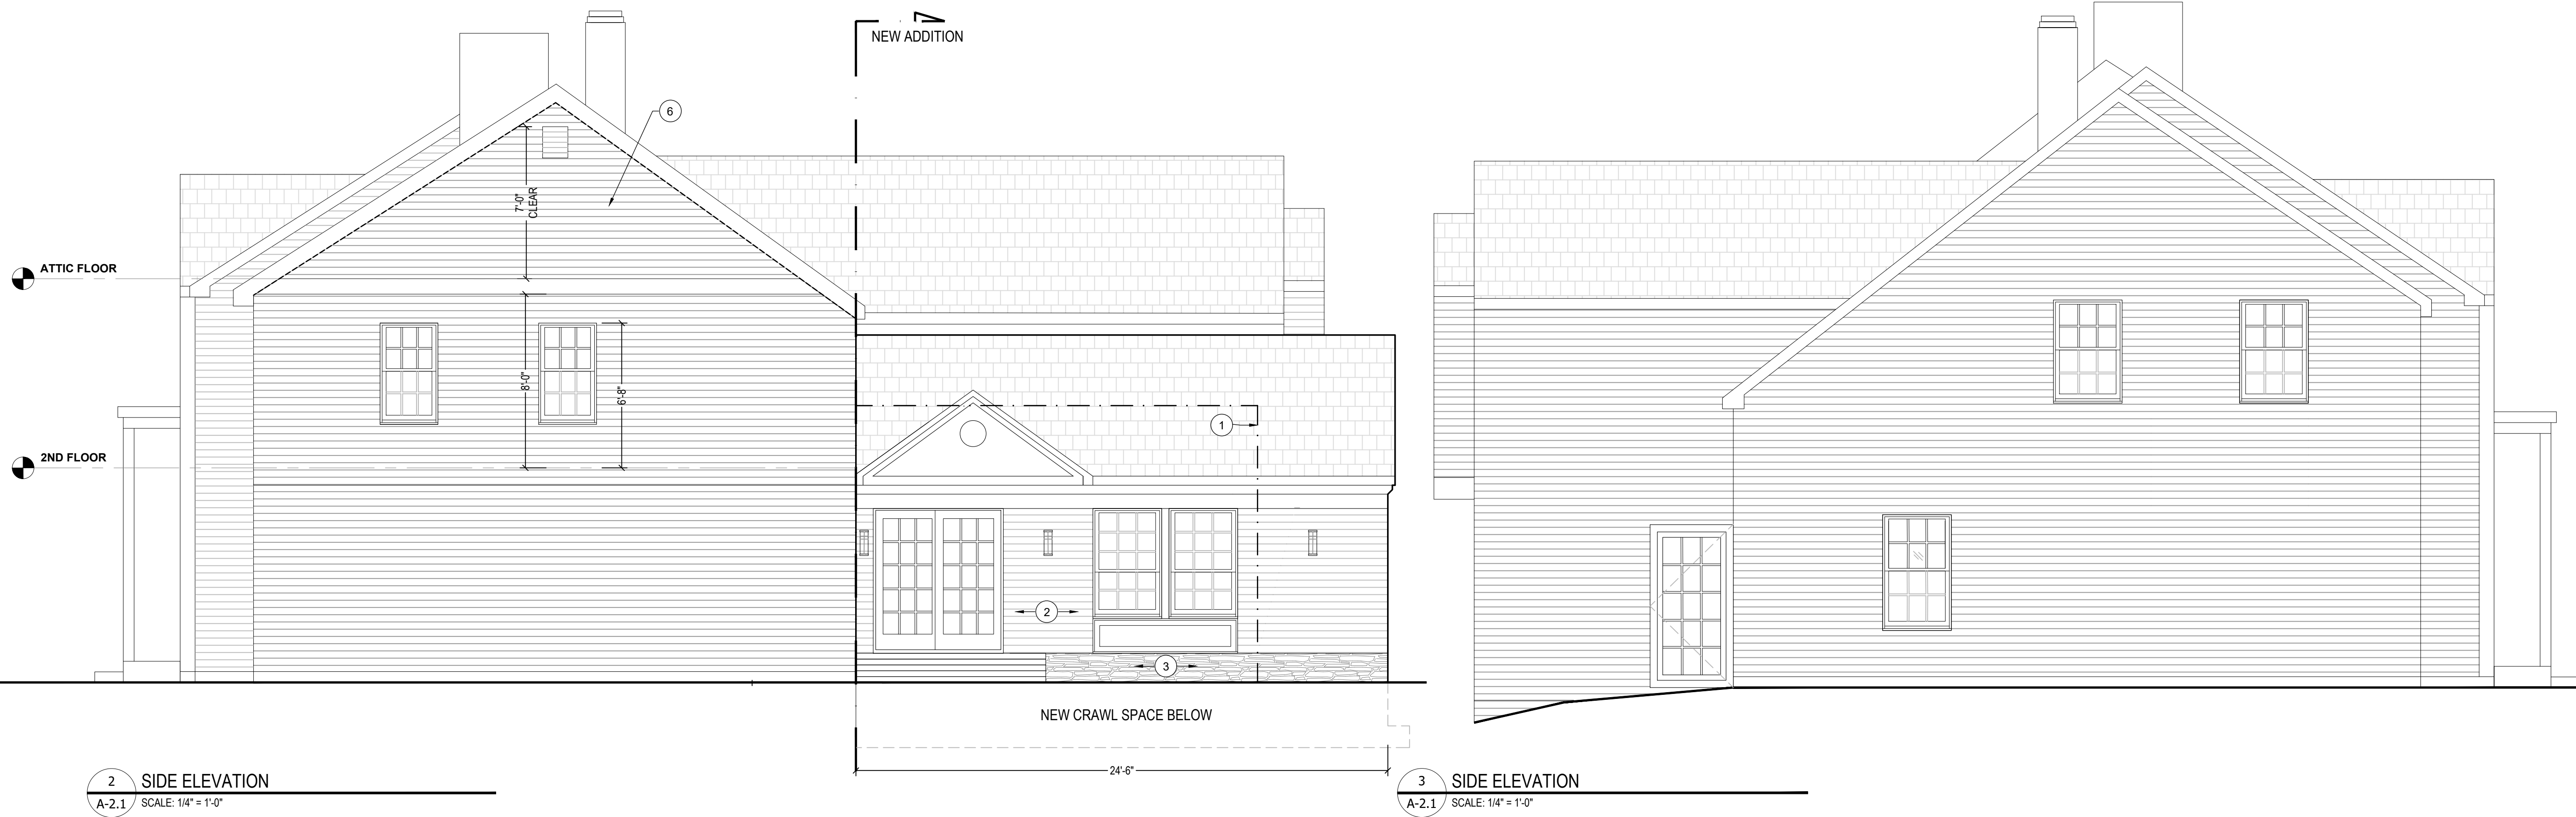 NEW ADDITION
6
7'-0"
CLEAR
ATTIC FLOOR
8'-0"
6'-8"
1
2ND FLOOR
2
3
NEW CRAWL SPACE BELOW
24'-6"
2
SIDE ELEVATION
A-2.1
SCALE: 1/4" = 1'-0"
3
SIDE ELEVATION
A-2.1
SCALE: 1/4" = 1'-0"